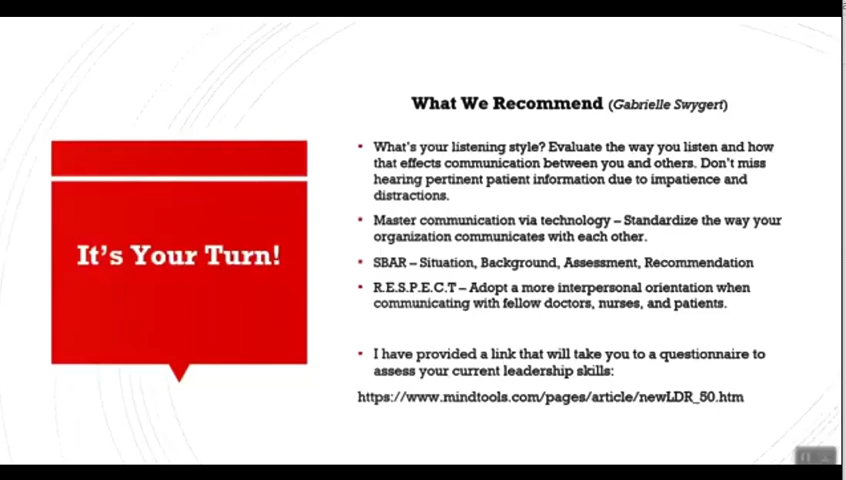 What We Recommend (Gabrielle Swygert)
It's Your Turn!
• What's your listening style? Evaluate the way you listen and how
that effects communication between you and others. Don't miss
hearing pertinent patient information due to impatience and
distractions.
• Master communication via technology – Standardize the way your
organization communicates with each other.
• SBAR – Situation, Background, Assessment, Recommendation
• R.E.S.P.E.C.T – Adopt a more interpersonal orientation when
communicating with fellow doctors, nurses, and patients.
• I have provided a link that will take you to a questionnaire to
assess your current leadership skills:
https://www.mindtools.com/pages/article/newLDR_50.htm